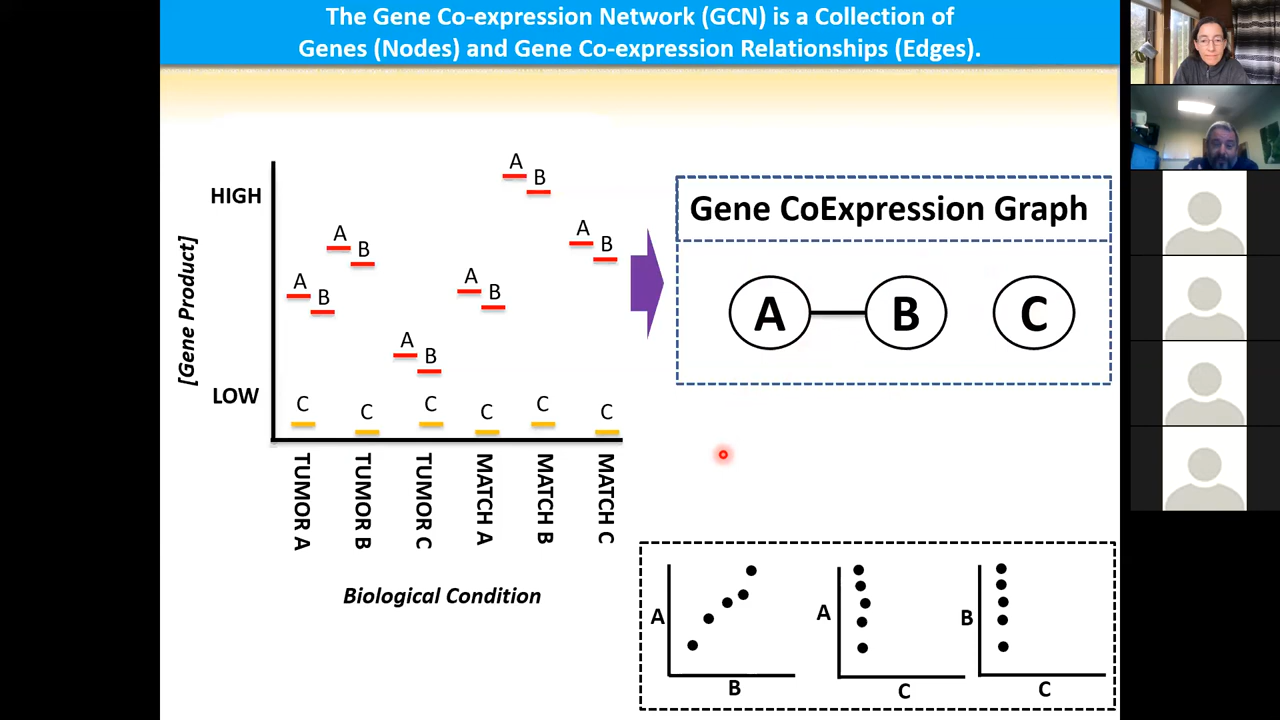 The Gene Co-expression Network (GCN) is a Collection of
Genes (Nodes) and Gene Co-expression Relationships (Edges).
HIGH
[Gene Product]
LOW
A
B
A
B
A
B
A
B
A
B
A
B
C
C
C
C
C
C
TUMOR A
TUMOR B
TUMOR C
MATCH A
MATCH B
MATCH C
Biological Condition
Gene CoExpression Graph
A
B
C
A
B
A
C
B
C